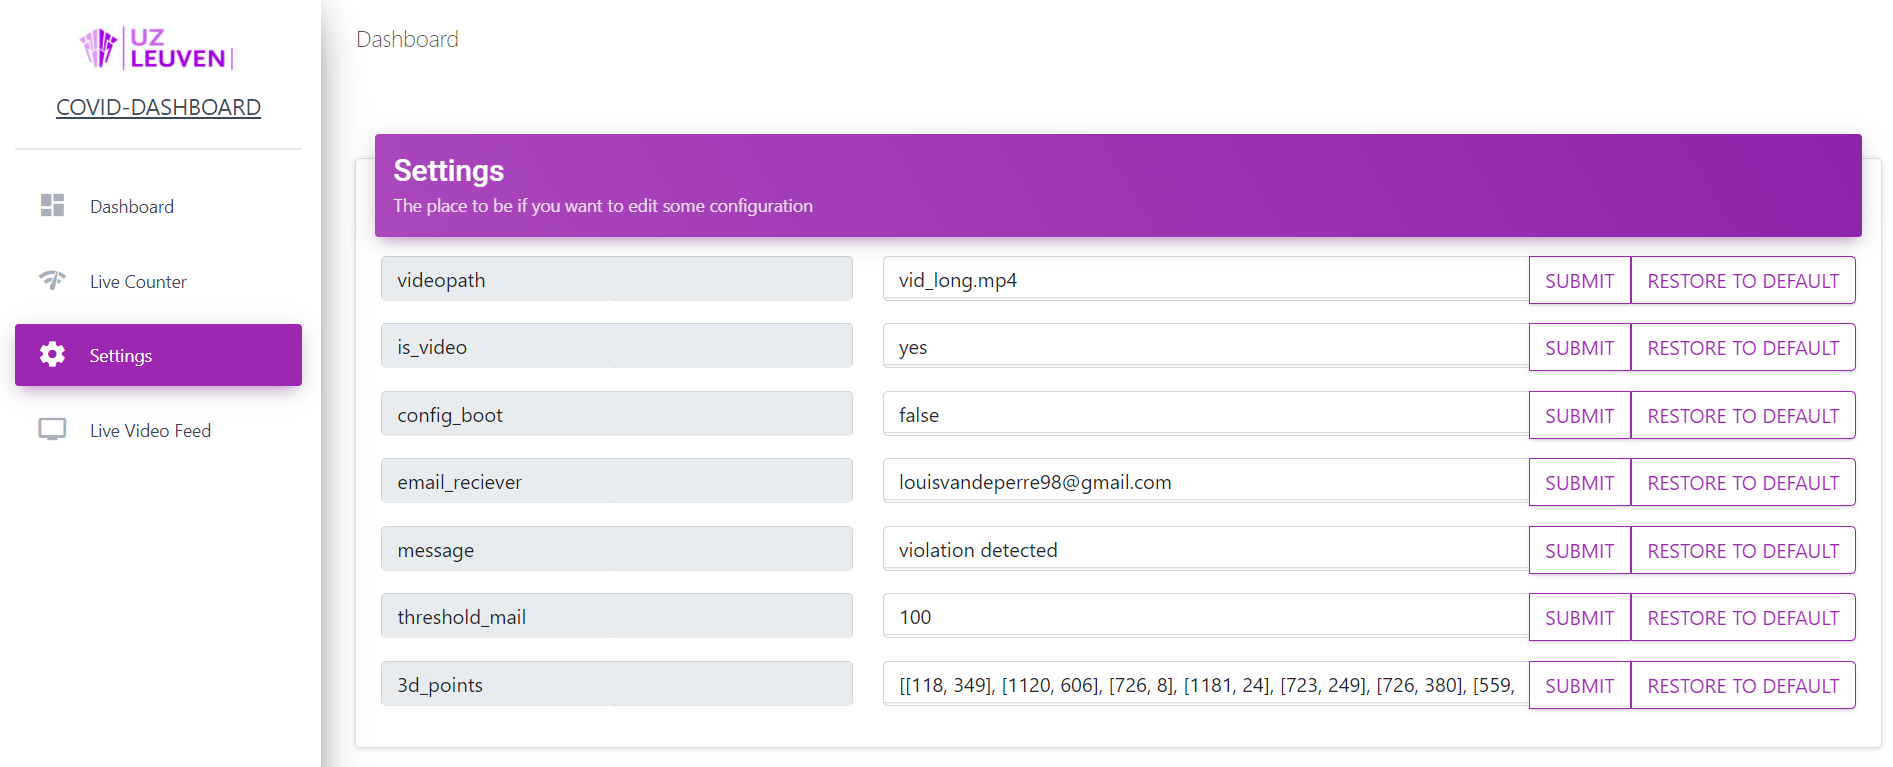 UZ
LEUVEN
COVID-DASHBOARD
Dashboard
Live Counter
Settings
Live Video Feed
Dashboard
Settings
The place to be if you want to edit some configuration
videopath vid_long.mp4 SUBMIT RESTORE TO DEFAULT
is_video yes SUBMIT RESTORE TO DEFAULT
config_boot false SUBMIT RESTORE TO DEFAULT
email_reciever louisvandeperre98@gmail.com SUBMIT RESTORE TO DEFAULT
message violation detected SUBMIT RESTORE TO DEFAULT
threshold_mail 100 SUBMIT RESTORE TO DEFAULT
3d_points [[118, 349], [1120, 606], [726, 8], [1181, 24], [723, 249], [726, 380], [559, SUBMIT RESTORE TO DEFAULT